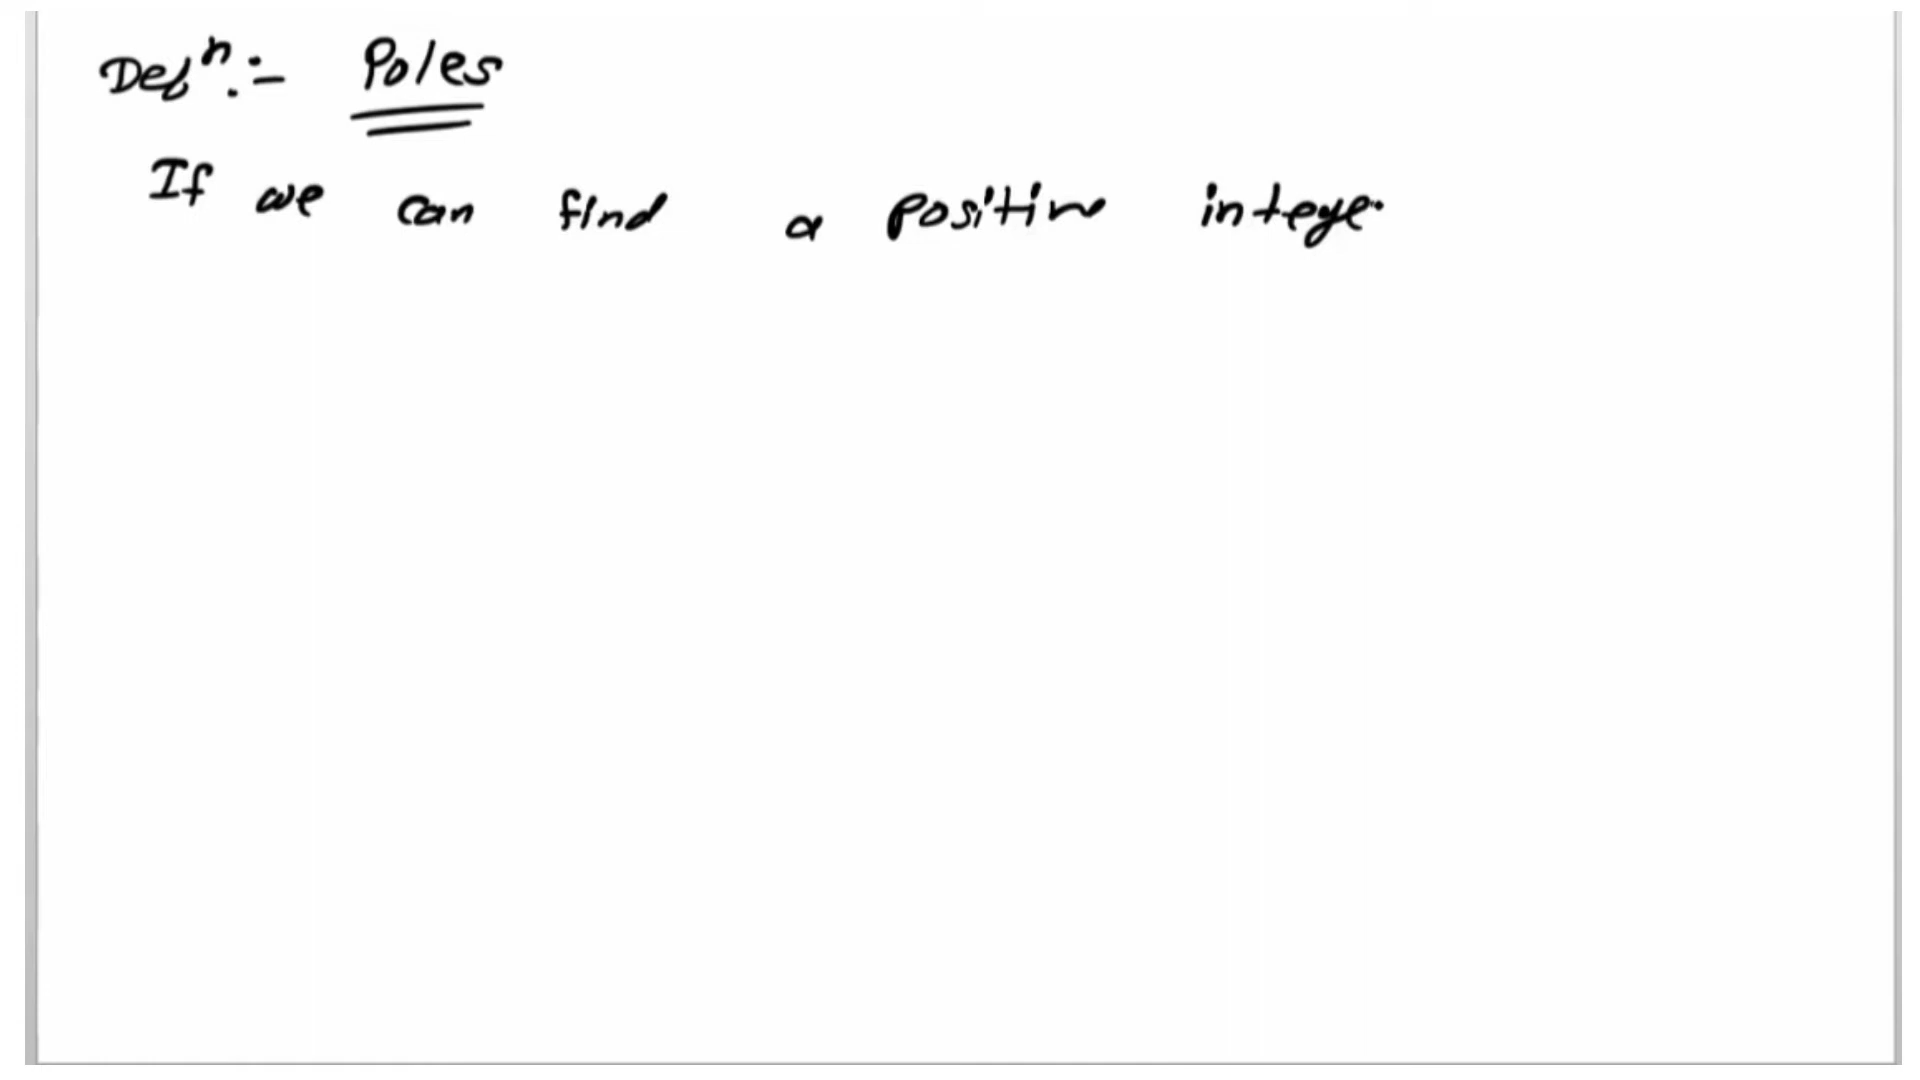 Defⁿ.:- Poles
If we can find a positive integer